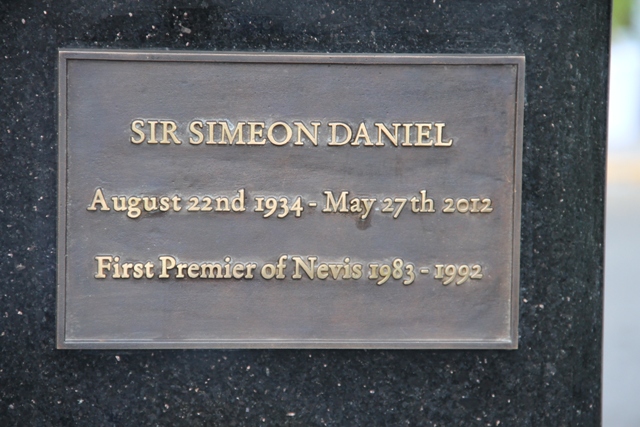 SIR SIMEON DANIEL
August 22nd 1934 - May 27th 2012
First Premier of Nevis 1983 - 1992